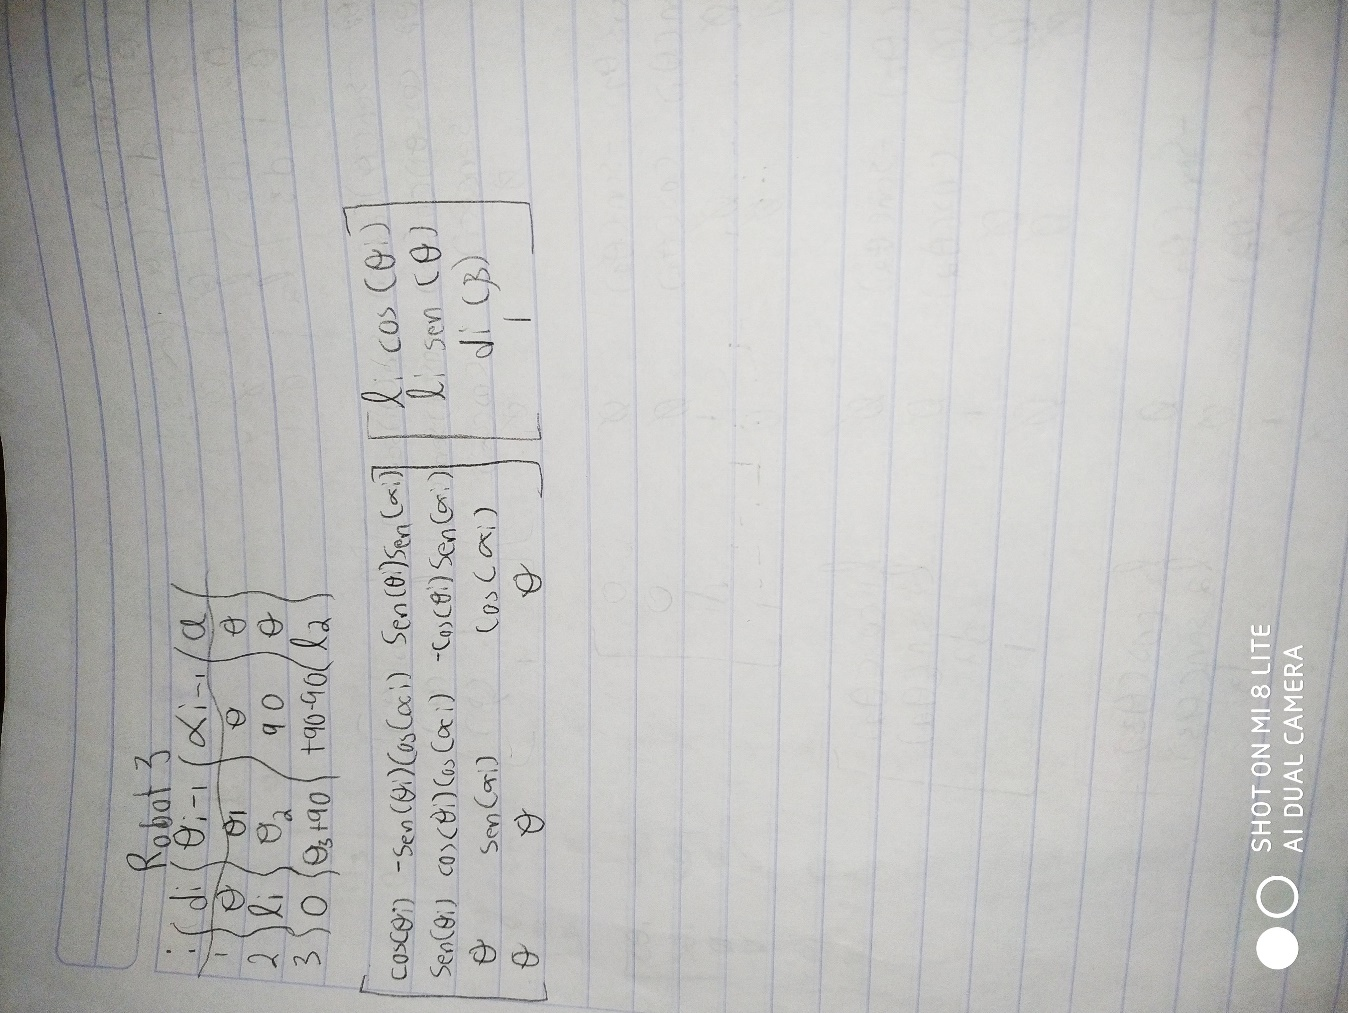 Robot 3
i | di | θi-1 | αi-1 | a |
1 | θ | θ1 | θ | θ
2 | l1 | θ2 | 90 | θ
3 | 0 | θ3+90 | +90-90 | l2 |
cos(θi) -sen(θi)cos(αi) sen(θi)sen(αi) li cos(θi)
sen(θi) cos(θi)cos(αi) -cos(θi)sen(αi) li sen(θ)
θ sen(αi) cos(αi) di (β)
θ θ θ 1
SHOT ON MI 8 LITE
AI DUAL CAMERA